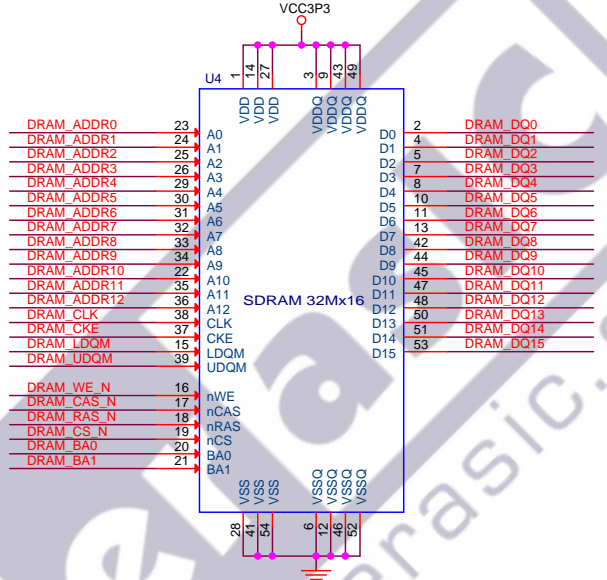 VCC3P3
U4
1 14 27 3 9 43 49
VDD VDD VDD VDDQ VDDQ VDDQ VDDQ
DRAM_ADDR0 23 A0 D0 2 DRAM_DQ0
DRAM_ADDR1 24 A1 D1 4 DRAM_DQ1
DRAM_ADDR2 25 A2 D2 5 DRAM_DQ2
DRAM_ADDR3 26 A3 D3 7 DRAM_DQ3
DRAM_ADDR4 29 A4 D4 8 DRAM_DQ4
DRAM_ADDR5 30 A5 D5 10 DRAM_DQ5
DRAM_ADDR6 31 A6 D6 11 DRAM_DQ6
DRAM_ADDR7 32 A7 D7 13 DRAM_DQ7
DRAM_ADDR8 33 A8 D8 42 DRAM_DQ8
DRAM_ADDR9 34 A9 D9 44 DRAM_DQ9
DRAM_ADDR10 22 A10 D10 45 DRAM_DQ10
DRAM_ADDR11 35 A11 D11 47 DRAM_DQ11
SDRAM 32Mx16
DRAM_ADDR12 36 A12 D12 48 DRAM_DQ12
DRAM_CLK 38 CLK D13 50 DRAM_DQ13
DRAM_CKE 37 CKE D14 51 DRAM_DQ14
DRAM_LDQM 15 LDQM D15 53 DRAM_DQ15
DRAM_UDQM 39 UDQM
DRAM_WE_N 16 nWE
DRAM_CAS_N 17 nCAS
DRAM_RAS_N 18 nRAS
DRAM_CS_N 19 nCS
DRAM_BA0 20 BA0
DRAM_BA1 21 BA1
VSS VSS VSS VSSQ VSSQ VSSQ VSSQ
28 41 54 6 12 46 52
erasic.